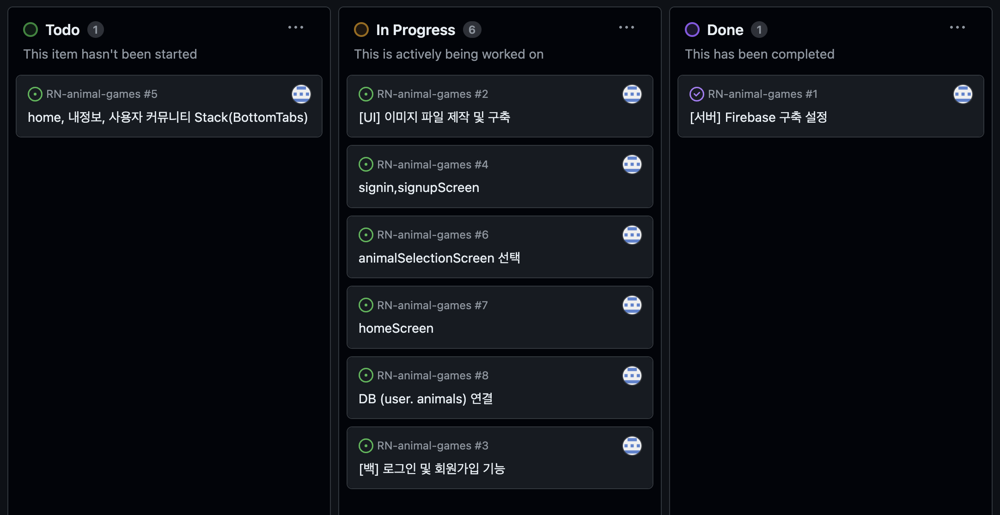 Todo 1
This item hasn't been started
RN-animal-games #5
home, 내정보, 사용자 커뮤니티 Stack(BottomTabs)
In Progress 6
This is actively being worked on
RN-animal-games #2
[UI] 이미지 파일 제작 및 구축
RN-animal-games #4
signin,signupScreen
RN-animal-games #6
animalSelectionScreen 선택
RN-animal-games #7
homeScreen
RN-animal-games #8
DB (user. animals) 연결
RN-animal-games #3
[백] 로그인 및 회원가입 기능
Done 1
This has been completed
RN-animal-games #1
[서버] Firebase 구축 설정